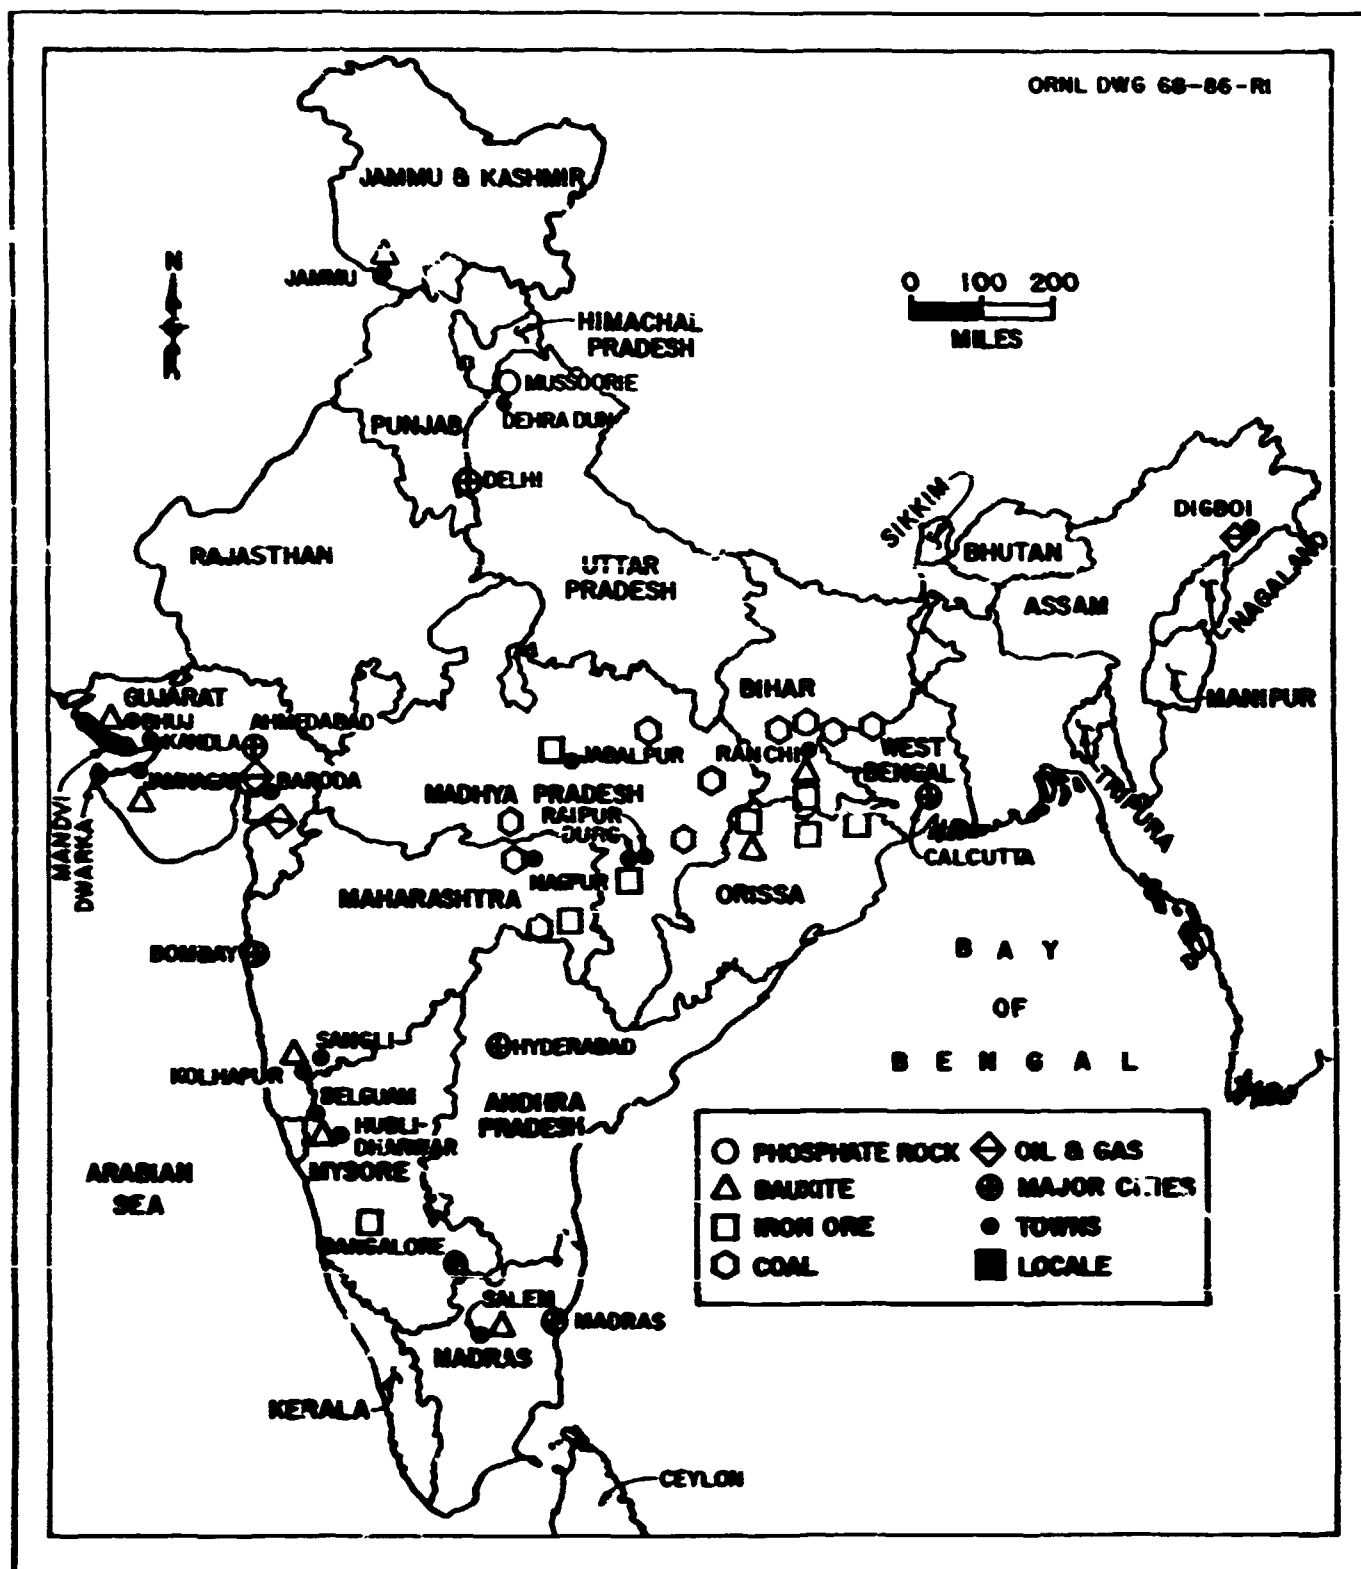 ORNL DWG 68-86-R1
JAMMU & KASHMIR
N
JAMMU
0 100 200
MILES
HIMACHAL
PRADESH
MUSSOORIE
DEHRA DUN
PUNJAB
DELHI
SIKKIM
DIGBOI
BHUTAN
RAJASTHAN
UTTAR
PRADESH
ASSAM
NAGALAND
GUJARAT
BIHAR
MANIPUR
BHUJ
AHMEDABAD
KANDLA
JABALPUR
RANCHI
WEST
BENGAL
JAMNAGAR
BARODA
MADHYA PRADESH
RAIPUR
DURG
TRIPURA
MANDVI
DWARKA
CALCUTTA
NAGPUR
MAHARASHTRA
ORISSA
BOMBAY
BAY
OF
BENGAL
SANGLI
HYDERABAD
KOLHAPUR
BELGUAM
ANDHRA
PRADESH
HUBLI-
DHARWAR
MYSORE
ARABIAN
SEA
PHOSPHATE ROCK
OIL & GAS
BAUXITE
MAJOR CITIES
IRON ORE
TOWNS
COAL
LOCALE
BANGALORE
SALEM
MADRAS
MADRAS
KERALA
CEYLON